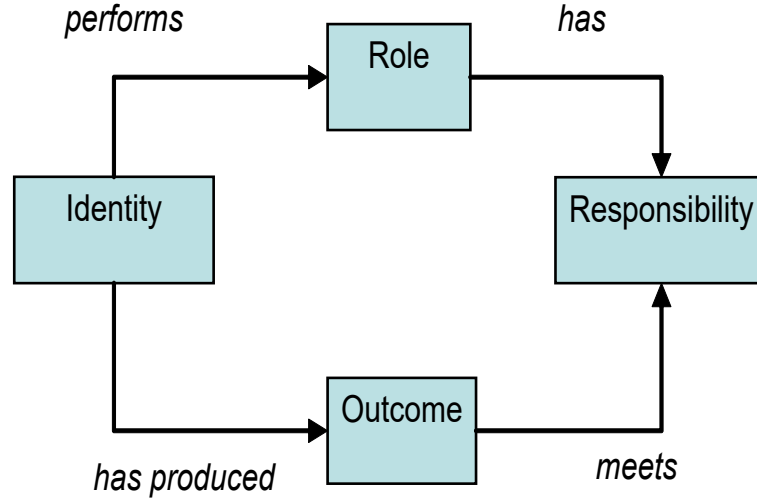 performs
has
Role
Identity
Responsibility
Outcome
has produced
meets